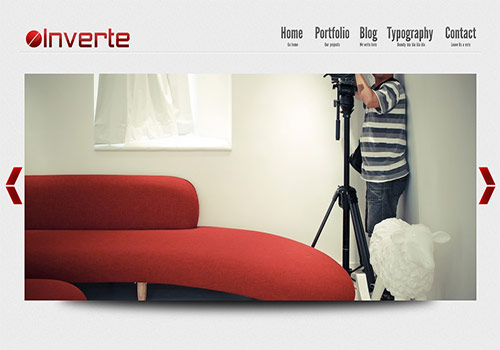 Inverte
Home Portfolio Blog Typography Contact
Go home Our projects We write here Beauty bla bla bla Leave Us a note